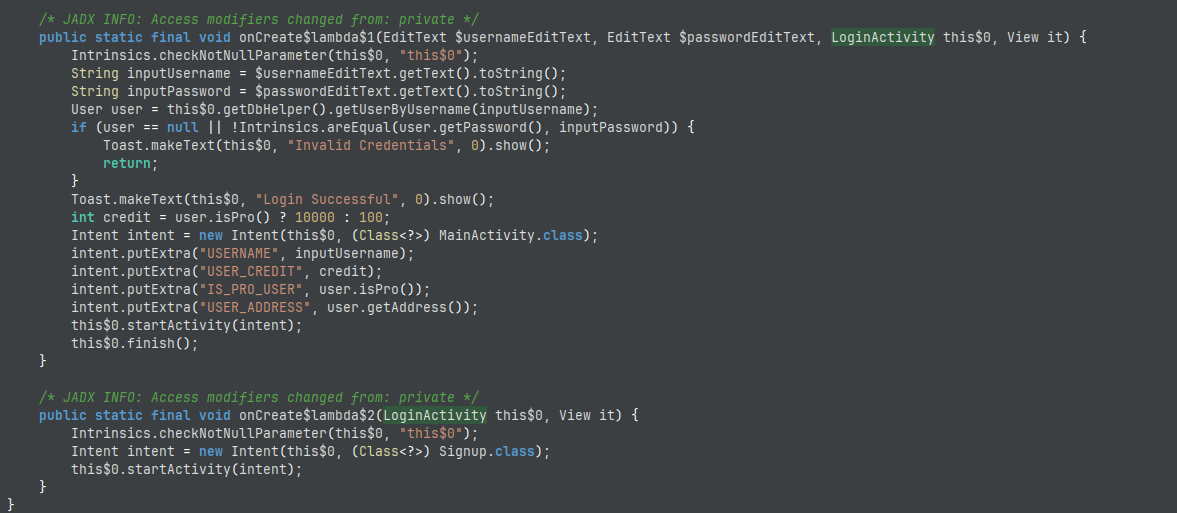 /* JADX INFO: Access modifiers changed from: private */
public static final void onCreate$lambda$1(EditText $usernameEditText, EditText $passwordEditText, LoginActivity this$0, View it) {
Intrinsics.checkNotNullParameter(this$0, "this$0");
String inputUsername = $usernameEditText.getText().toString();
String inputPassword = $passwordEditText.getText().toString();
User user = this$0.getDbHelper().getUserByUsername(inputUsername);
if (user == null || !Intrinsics.areEqual(user.getPassword(), inputPassword)) {
Toast.makeText(this$0, "Invalid Credentials", 0).show();
return;
}
Toast.makeText(this$0, "Login Successful", 0).show();
int credit = user.isPro() ? 10000 : 100;
Intent intent = new Intent(this$0, (Class<?>) MainActivity.class);
intent.putExtra("USERNAME", inputUsername);
intent.putExtra("USER_CREDIT", credit);
intent.putExtra("IS_PRO_USER", user.isPro());
intent.putExtra("USER_ADDRESS", user.getAddress());
this$0.startActivity(intent);
this$0.finish();
}
/* JADX INFO: Access modifiers changed from: private */
public static final void onCreate$lambda$2(LoginActivity this$0, View it) {
Intrinsics.checkNotNullParameter(this$0, "this$0");
Intent intent = new Intent(this$0, (Class<?>) Signup.class);
this$0.startActivity(intent);
}
}